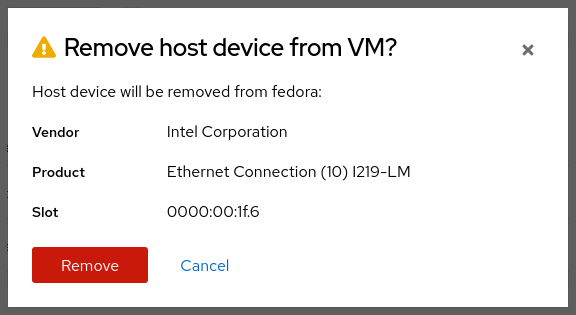 Remove host device from VM?
Host device will be removed from fedora:
Vendor Intel Corporation
Product Ethernet Connection (10) I219-LM
Slot 0000:00:1f.6
Remove Cancel